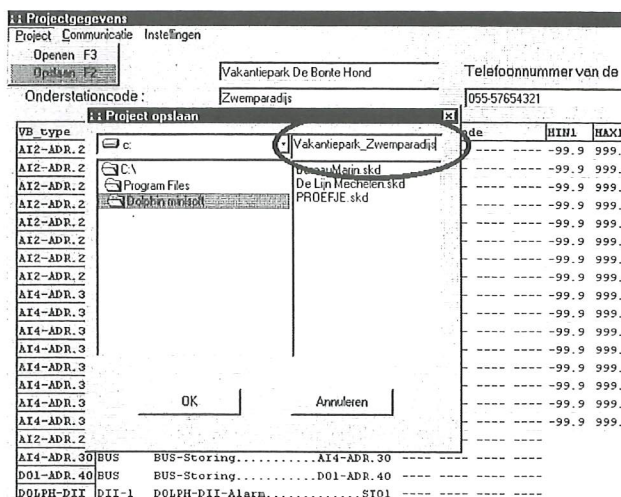 :: Projectgegevens
Project Communicatie Instellingen
Openen F3
Opslaan F2
Vakantiepark De Bonte Hond Telefoonnummer van de
Onderstationcode : Zwemparadijs 055-57654321
:: Project opslaan
VB_type HIN1
c: Vakantiepark_Zwemparadijs
AI2-ADR.2 ---- ---- -99.9 999.
C:\ BureauMarin.skd
AI2-ADR.2 ---- ---- -99.9 999.
Program Files De Lijn Mechelen.skd
AI2-ADR.2 ---- ---- -99.9 999.
Dolphin minisoft PROEFJE.skd
AI2-ADR.2 ---- ---- -99.9 999.
AI2-ADR.2 ---- ---- -99.9 999.
AI2-ADR.2 ---- ---- -99.9 999.
AI2-ADR.2 ---- ---- -99.9 999.
AI2-ADR.2 ---- ---- -99.9 999.
AI4-ADR.3 ---- ---- -99.9 999.
AI4-ADR.3 ---- ---- -99.9 999.
AI4-ADR.3 ---- ---- -99.9 999.
AI4-ADR.3 ---- ---- -99.9 999.
AI4-ADR.3 ---- ---- -99.9 999.
AI4-ADR.3 ---- ---- -99.9 999.
OK Annuleren
AI4-ADR.3 ---- ---- -99.9 999.
AI2-ADR.2
AI4-ADR.30 BUS BUS-Storing...........AI4-ADR.30 ---- ---- ----
DO1-ADR.40 BUS BUS-Storing...........DO1-ADR.40 ---- ---- ----
DOLPH-DII DII-1 DOLPH-DII-Alarm.............ST01 ---- ---- ----